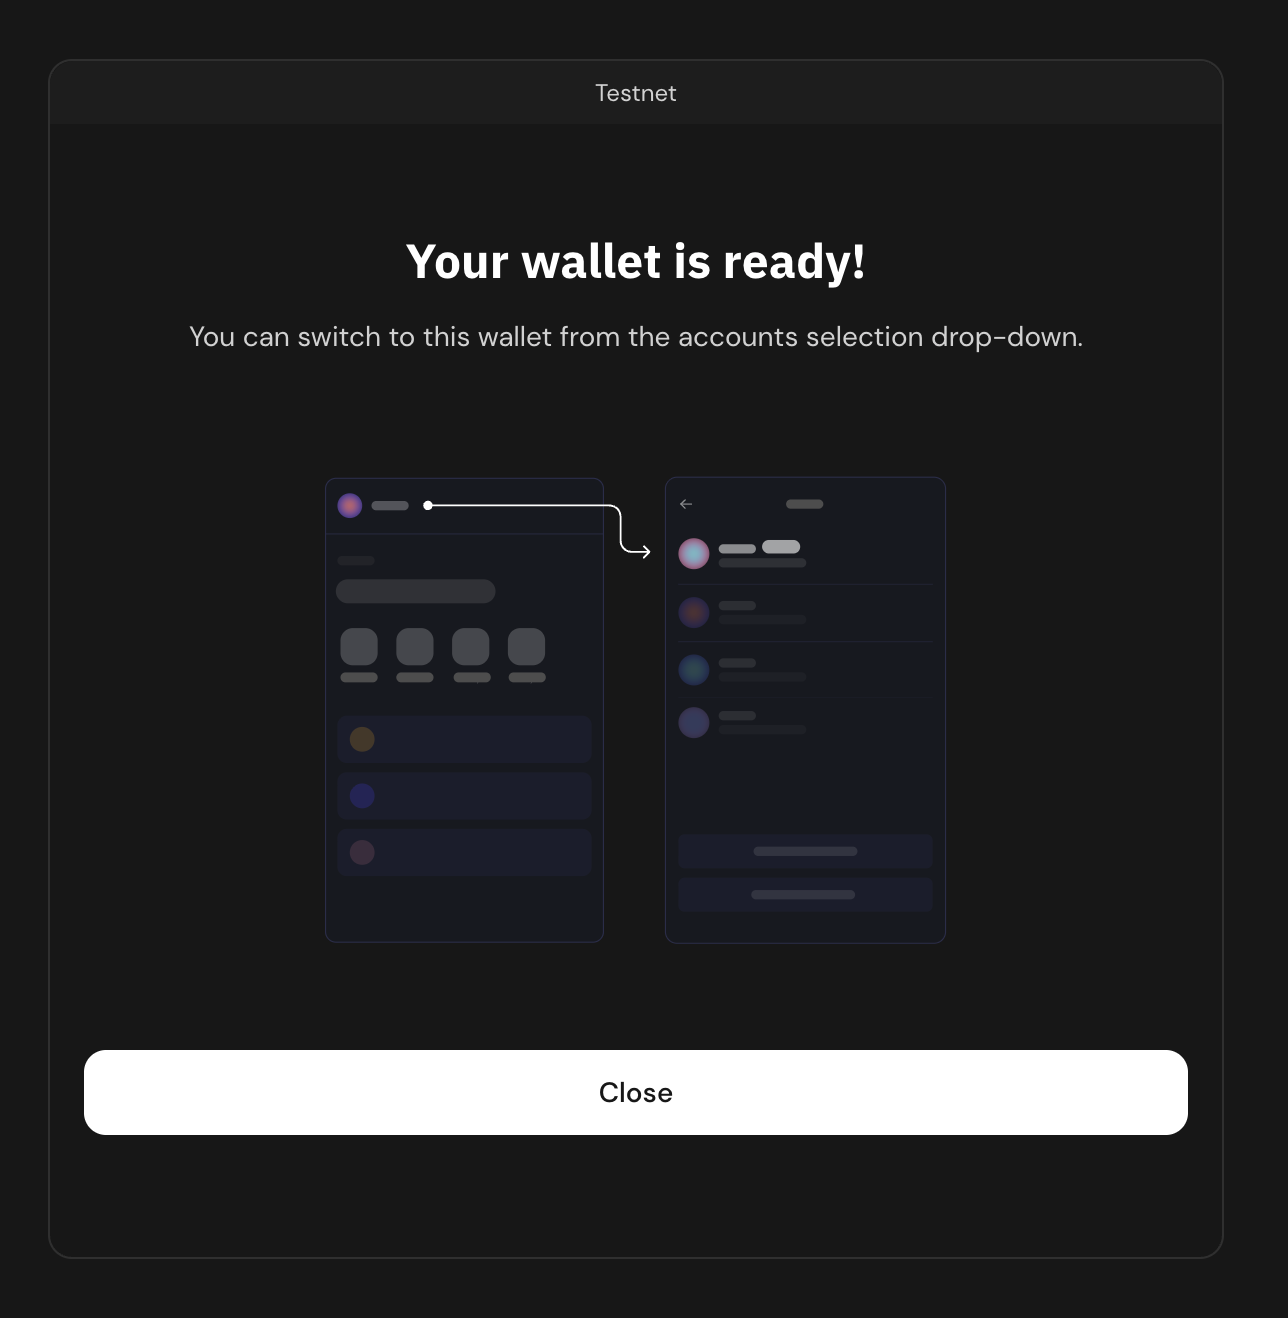 Testnet
Your wallet is ready!
You can switch to this wallet from the accounts selection drop-down.
Close